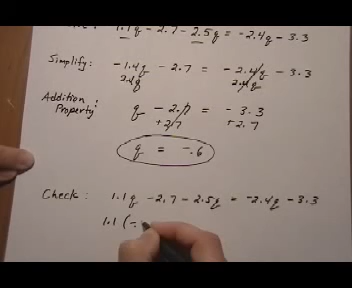 1.1q - 2.7 - 2.5q = -2.4q - 3.3
Simplify: -1.4q - 2.7 = -2.4q - 3.3
2.4q 2.4q
Addition Property: q - 2.7 = -3.3
+2.7 +2.7
q = -.6
Check: 1.1q - 2.7 - 2.5q = -2.4q - 3.3
1.1 (-.